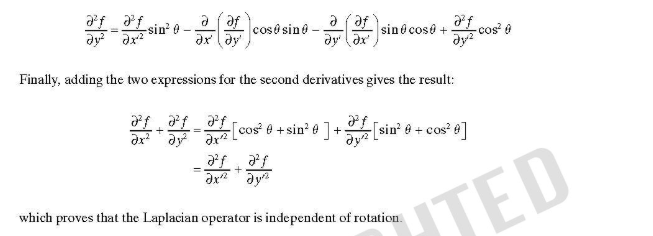 ∂²f/∂y² = ∂²f/∂x'² sin² θ − ∂/∂x' (∂f/∂y') cos θ sin θ − ∂/∂y' (∂f/∂x') sin θ cos θ + ∂²f/∂y'² cos² θ
Finally, adding the two expressions for the second derivatives gives the result:
∂²f/∂x² + ∂²f/∂y² = ∂²f/∂x'² [cos² θ + sin² θ ] + ∂²f/∂y'² [sin² θ + cos² θ]
= ∂²f/∂x'² + ∂²f/∂y'²
which proves that the Laplacian operator is independent of rotation.